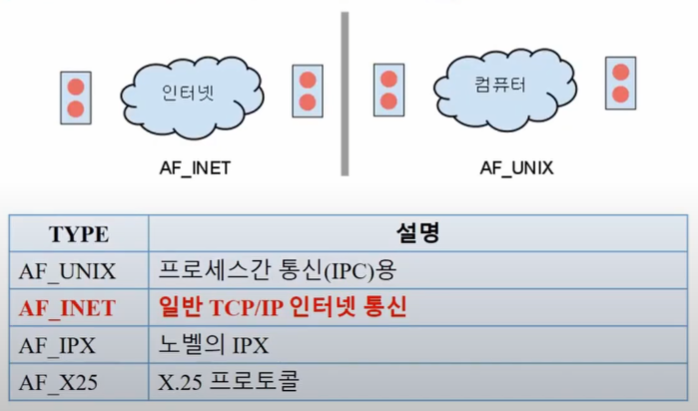 인터넷
컴퓨터
AF_INET
AF_UNIX
TYPE 설명
AF_UNIX 프로세스간 통신(IPC)용
AF_INET 일반 TCP/IP 인터넷 통신
AF_IPX 노벨의 IPX
AF_X25 X.25 프로토콜